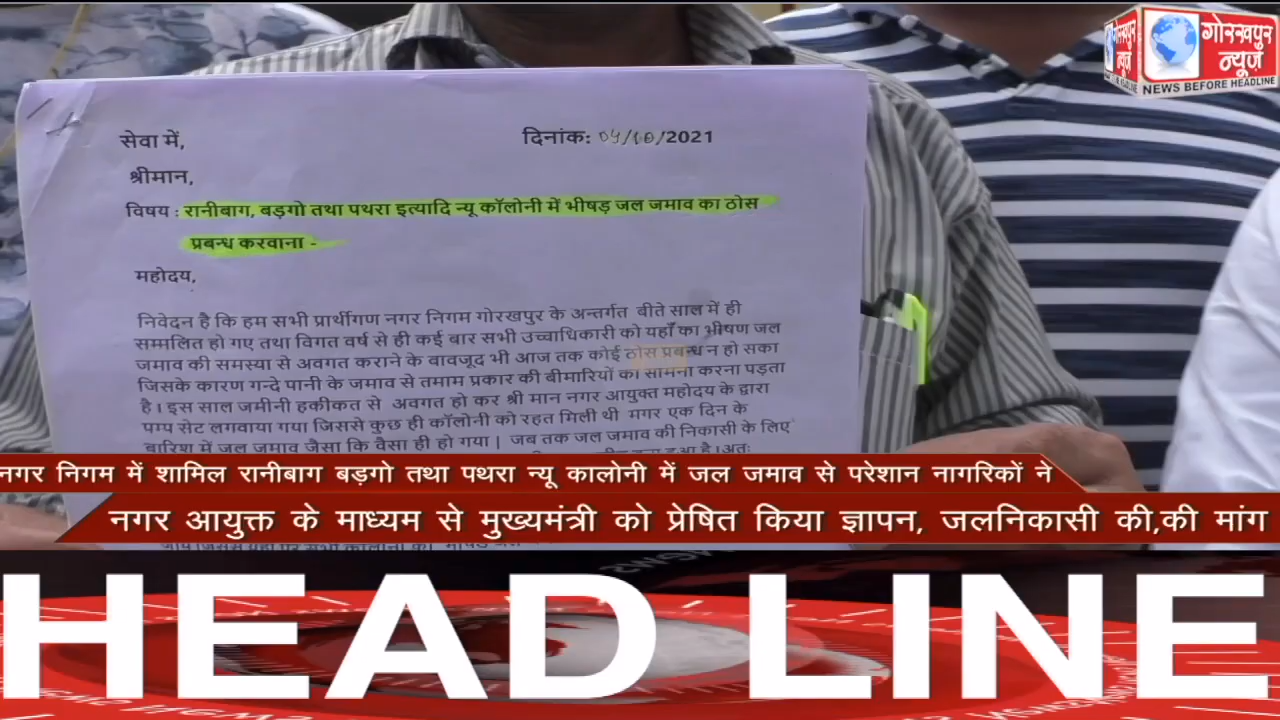 गोरखपुर
न्यूज़
NEWS BEFORE HEADLINE
सेवा में,
दिनांक: 04/10/2021
श्रीमान,
विषय : रानीबाग, बड़गो तथा पथरा इत्यादि न्यू कॉलोनी में भीषड़ जल जमाव का ठोस
प्रबन्ध करवाना -
महोदय,
निवेदन है कि हम सभी प्रार्थीगण नगर निगम गोरखपुर के अन्तर्गत बीते साल में ही
सम्मलित हो गए तथा विगत वर्ष से ही कई बार सभी उच्चाधिकारी को यहाँ का भीषण जल
जमाव की समस्या से अवगत कराने के वावजूद भी आज तक कोई ठोस प्रबन्ध न हो सका
जिसके कारण गन्दे पानी के जमाव से तमाम प्रकार की बीमारियों का सामना करना पड़ता
है । इस साल जमीनी हकीकत से अवगत हो कर श्री मान नगर आयुक्त महोदय के द्वारा
पम्प सेट लगवाया गया जिससे कुछ ही कॉलोनी को रहत मिली थी मगर एक दिन के
बारिश में जल जमाव जैसा कि वैसा ही हो गया | जब तक जल जमाव की निकासी के लिए
हुआ है ।अतः
नगर निगम में शामिल रानीबाग बड़गो तथा पथरा न्यू कालोनी में जल जमाव से परेशान नागरिकों ने
नगर आयुक्त के माध्यम से मुख्यमंत्री को प्रेषित किया ज्ञापन, जलनिकासी की,की मांग
HEAD LINE